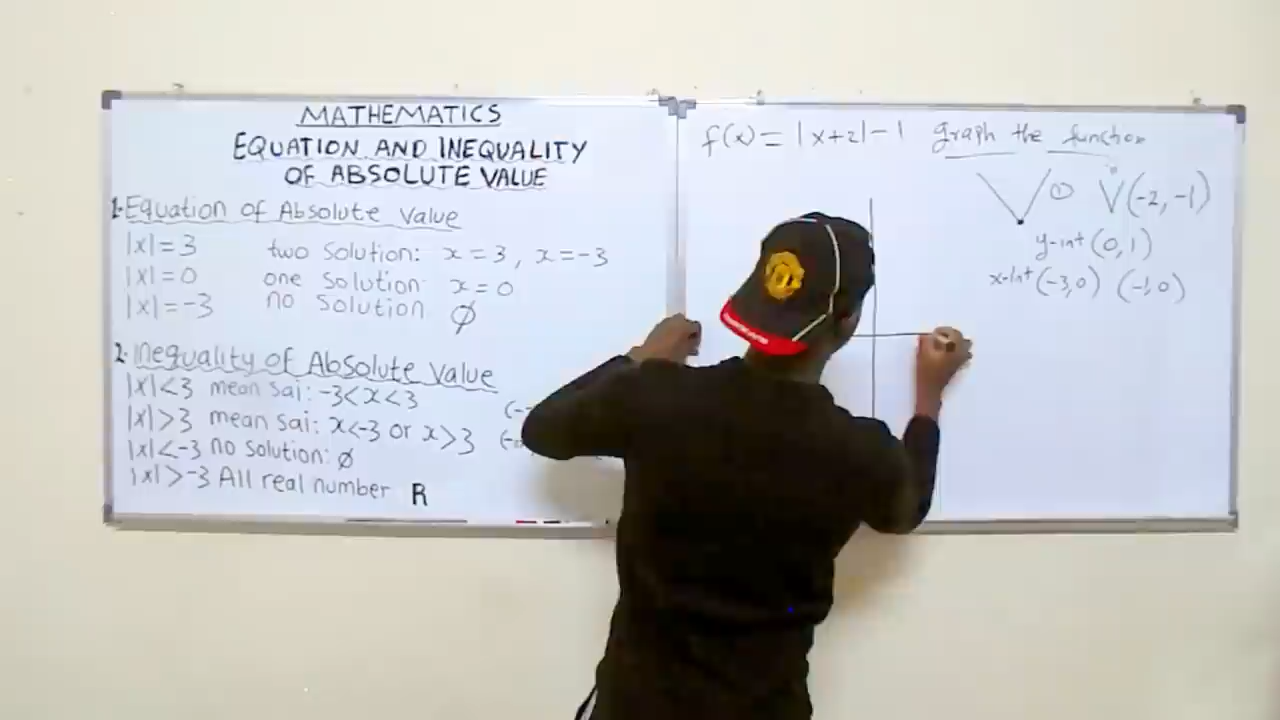 MATHEMATICS
EQUATION AND INEQUALITY
OF ABSOLUTE VALUE
1. Equation of Absolute Value
|x|=3 two solution: x=3, x=-3
|x|=0 one solution x=0
|x|=-3 no solution ∅
2. Inequality of Absolute Value
|x|<3 mean sai: -3<x<3
|x|>3 mean sai: x<-3 or x>3
|x|<-3 no solution: ∅
|x|>-3 All real number R
f(x) = |x+2|-1 graph the function
V(-2,-1)
y-int (0,1)
x-int (-3,0) (-1,0)